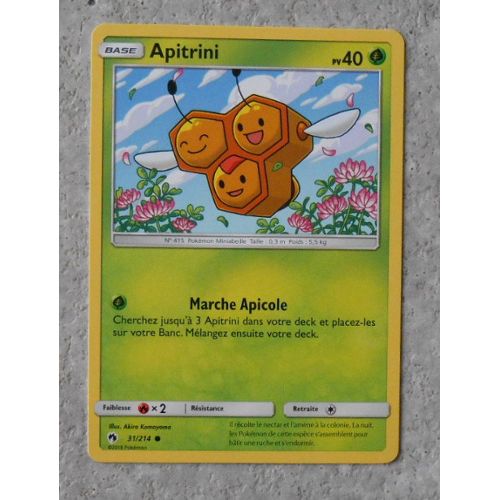 BASE Apitrini PV 40
N° 415 Pokémon Miniabeille Taille : 0,3 m Poids : 5,5 kg
Marche Apicole
Cherchez jusqu'à 3 Apitrini dans votre deck et placez-les
sur votre Banc. Mélangez ensuite votre deck.
Faiblesse × 2 Résistance Retraite
Illus. Akira Komayama
31/214
©2018 Pokémon
Il récolte le nectar et l'amène à la colonie. La nuit,
les Pokémon de cette espèce s'assemblent pour
bâtir une ruche et s'endormir.